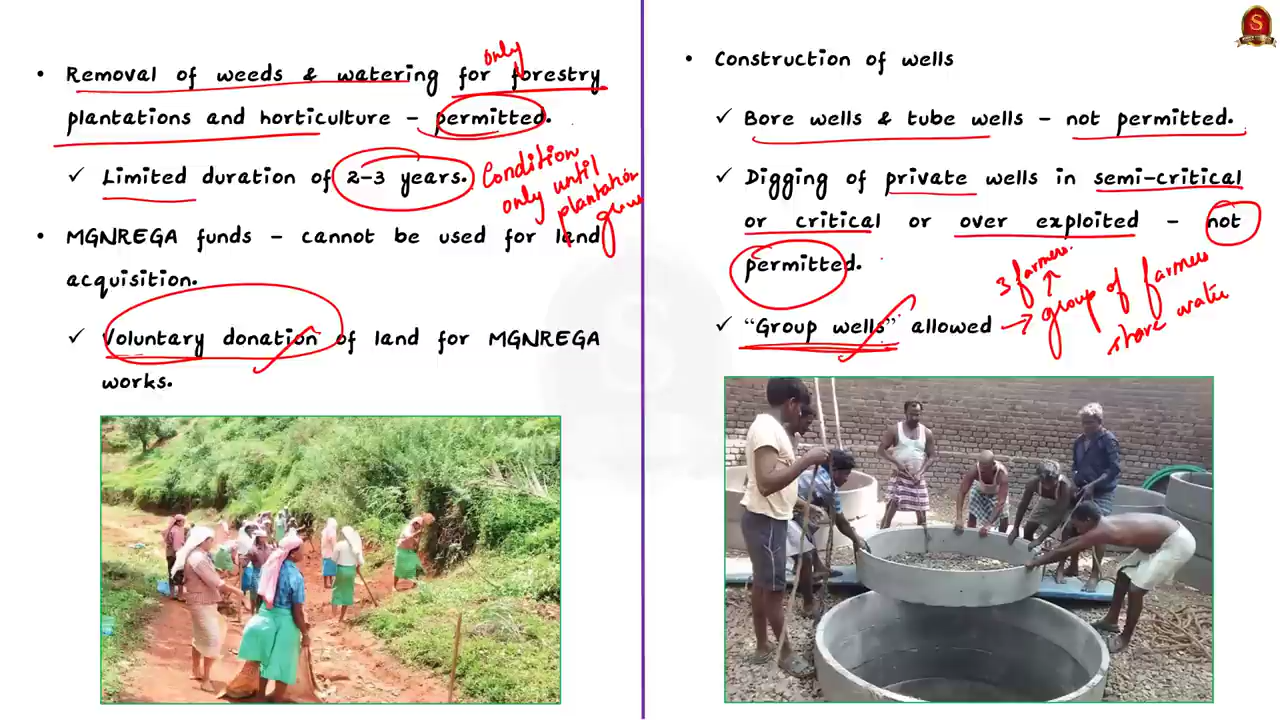 • Removal of weeds & watering for only forestry
plantations and horticulture – permitted.
✓ Limited duration of 2-3 years. Condition
only until
plantation
grows
• MGNREGA funds – cannot be used for land
acquisition.
✓ Voluntary donation of land for MGNREGA
works.
• Construction of wells
✓ Bore wells & tube wells – not permitted.
✓ Digging of private wells in semi-critical
or critical or over exploited – not
permitted.
✓ "Group wells" allowed → group of farmers
share water
3 farmers.
S